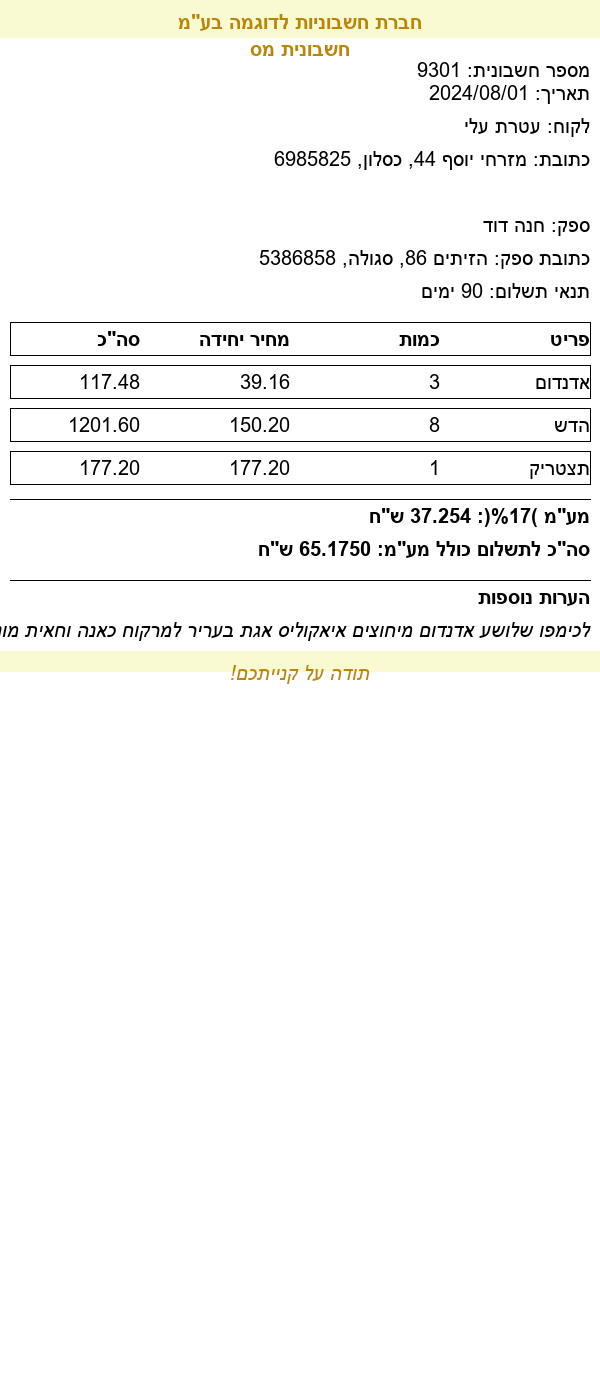 חברת חשבוניות לדוגמה בע"מ
חשבונית מס
מספר חשבונית: 9301
תאריך: 2024/08/01
לקוח: עטרת עלי
כתובת: מזרחי יוסף 44, כסלון, 6985825
ספק: חנה דוד
כתובת ספק: הזיתים 86, סגולה, 5386858
תנאי תשלום: 90 ימים
פריט כמות מחיר יחידה סה"כ
אדנדום 3 39.16 117.48
הדש 8 150.20 1201.60
תצטריק 1 177.20 177.20
מע"מ )17%(: 37.254 ש"ח
סה"כ לתשלום כולל מע"מ: 65.1750 ש"ח
הערות נוספות
לכימפו שלושע אדנדום מיחוצים איאקוליס אגת בעריר למרקוח כאנה וחאית
תודה על קנייתכם!